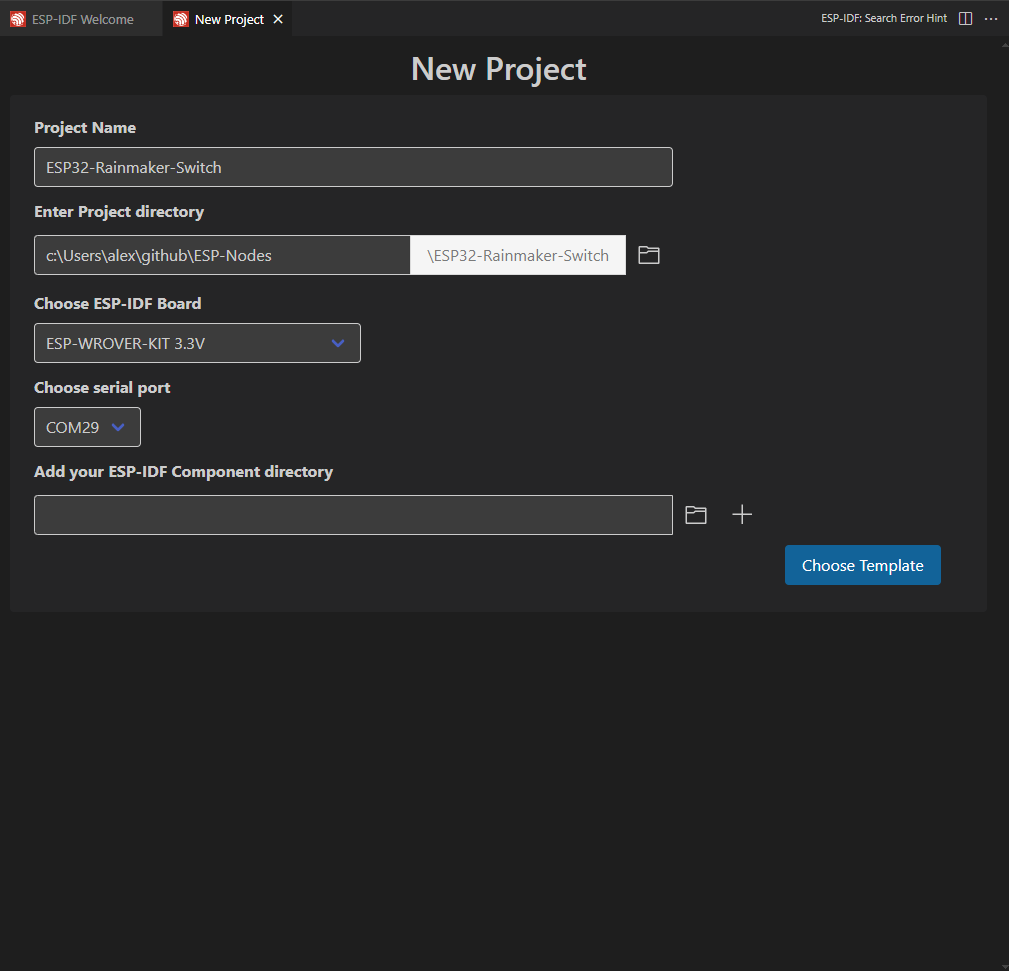 ESP-IDF Welcome
New Project
ESP-IDF: Search Error Hint
New Project
Project Name
ESP32-Rainmaker-Switch
Enter Project directory
c:\Users\alex\github\ESP-Nodes \ESP32-Rainmaker-Switch
Choose ESP-IDF Board
ESP-WROVER-KIT 3.3V
Choose serial port
COM29
Add your ESP-IDF Component directory
Choose Template